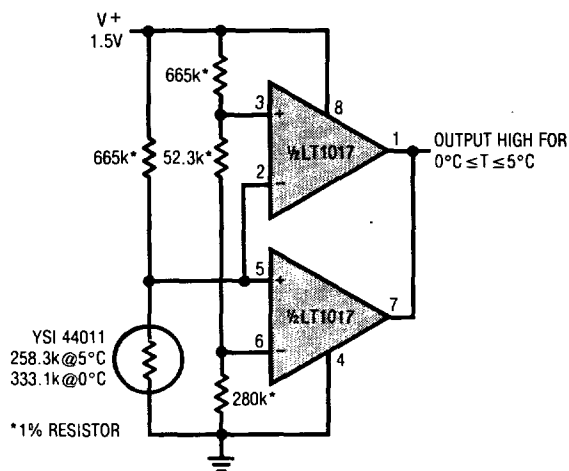 V+
1.5V
665k*
665k*
52.3k*
3
+
8
½LT1017
1
2
−
OUTPUT HIGH FOR
0°C ≤ T ≤ 5°C
5
+
½LT1017
7
6
−
4
YSI 44011
258.3k@5°C
333.1k@0°C
280k*
*1% RESISTOR